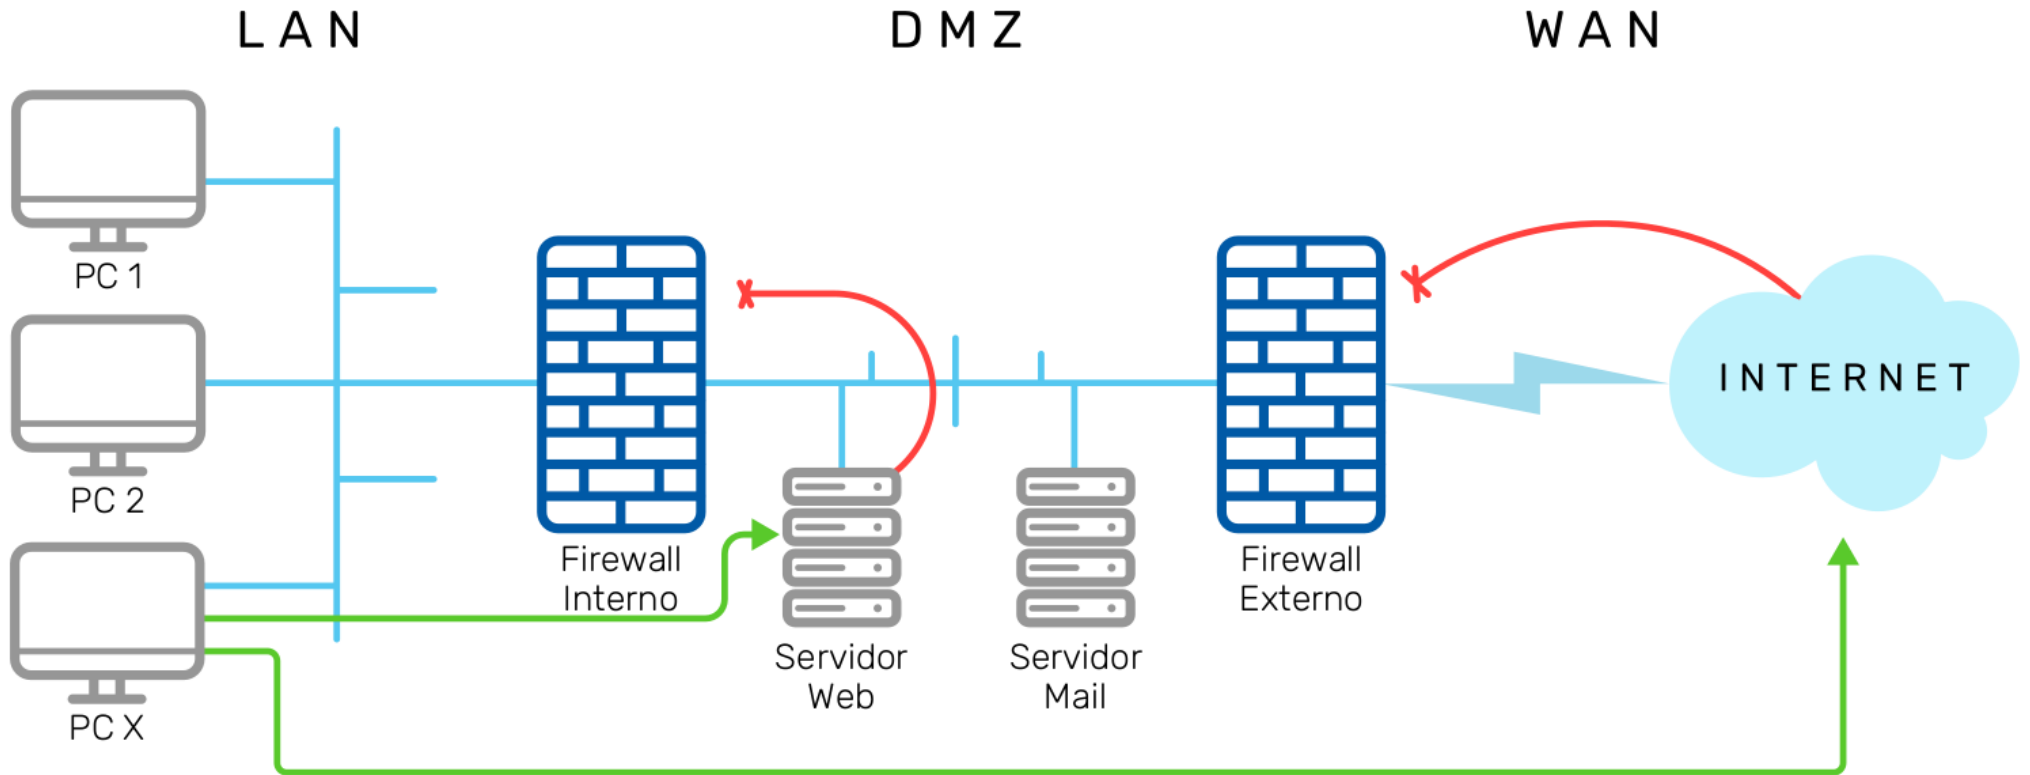 LAN
DMZ
WAN
PC 1
PC 2
PC X
Firewall
Interno
Servidor
Web
Servidor
Mail
Firewall
Externo
INTERNET